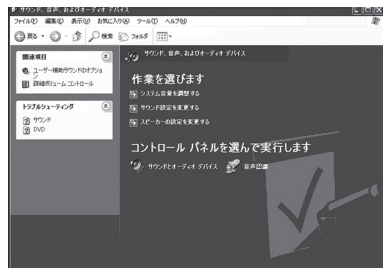 サウンド、音声、およびオーディオ デバイス
ファイル(F) 編集(E) 表示(V) お気に入り(A) ツール(T) ヘルプ(H)
戻る 検索 フォルダ
関連項目
ユーザー補助サウンドのオプション
詳細ボリューム コントロール
トラブルシューティング
サウンド
DVD
サウンド、音声、およびオーディオ デバイス
作業を選びます
システム音量を調整する
サウンド設定を変更する
スピーカーの設定を変更する
コントロール パネルを選んで実行します
サウンドとオーディオ デバイス 音声認識